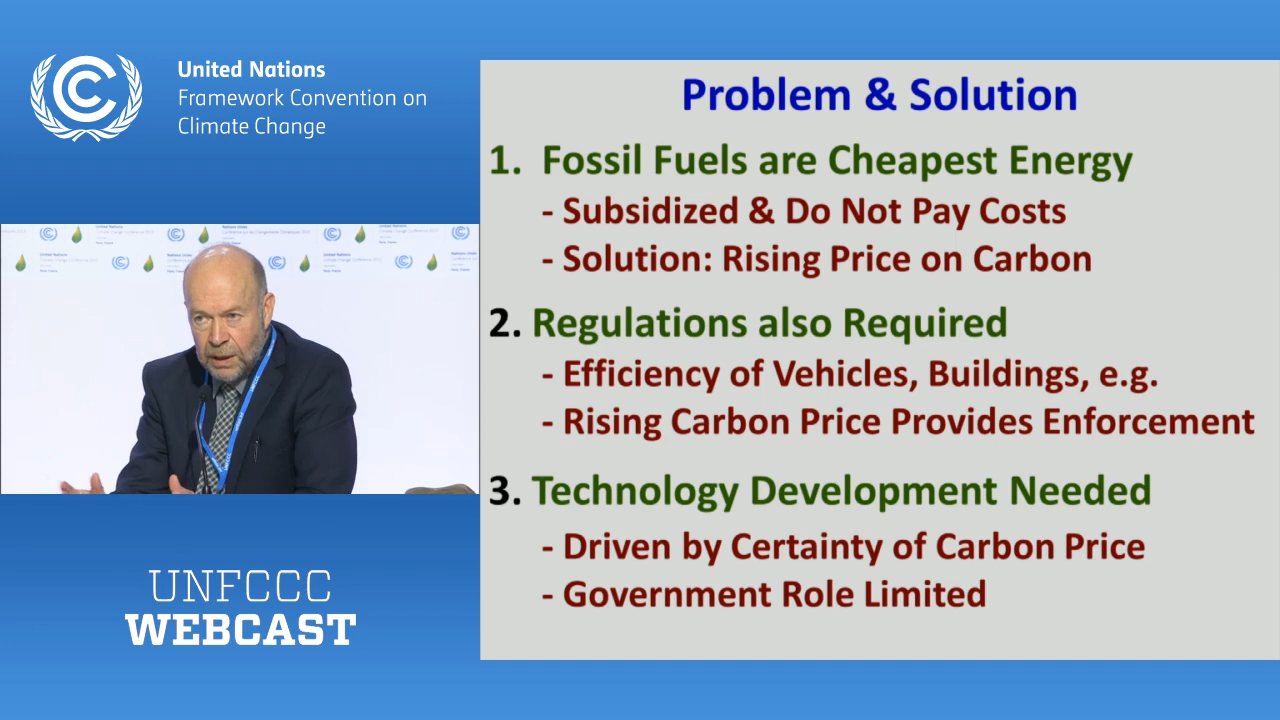 United Nations
Framework Convention on
Climate Change
Problem & Solution
1. Fossil Fuels are Cheapest Energy
- Subsidized & Do Not Pay Costs
- Solution: Rising Price on Carbon
2. Regulations also Required
- Efficiency of Vehicles, Buildings, e.g.
- Rising Carbon Price Provides Enforcement
3. Technology Development Needed
- Driven by Certainty of Carbon Price
- Government Role Limited
UNFCCC
WEBCAST